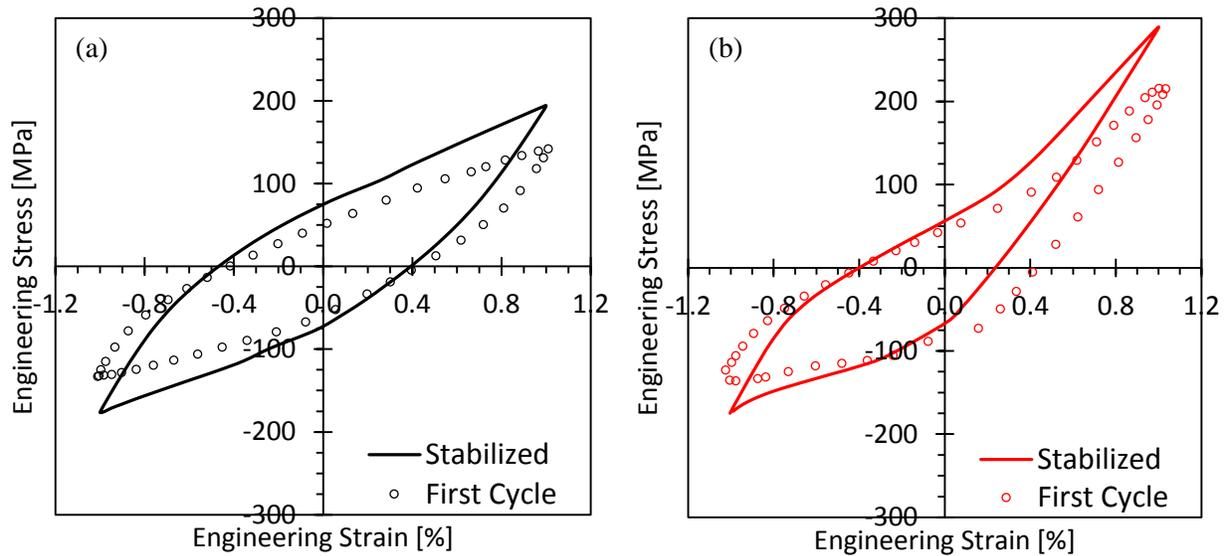 (a)
300
200
100
0
-100
-200
-300
-1.2
-0.8
-0.4
0.0
0.4
0.8
1.2
Engineering Stress [MPa]
Engineering Strain [%]
Stabilized
First Cycle
(b)
300
200
100
0
-100
-200
-300
-1.2
-0.8
-0.4
0.0
0.4
0.8
1.2
Engineering Stress [MPa]
Engineering Strain [%]
Stabilized
First Cycle